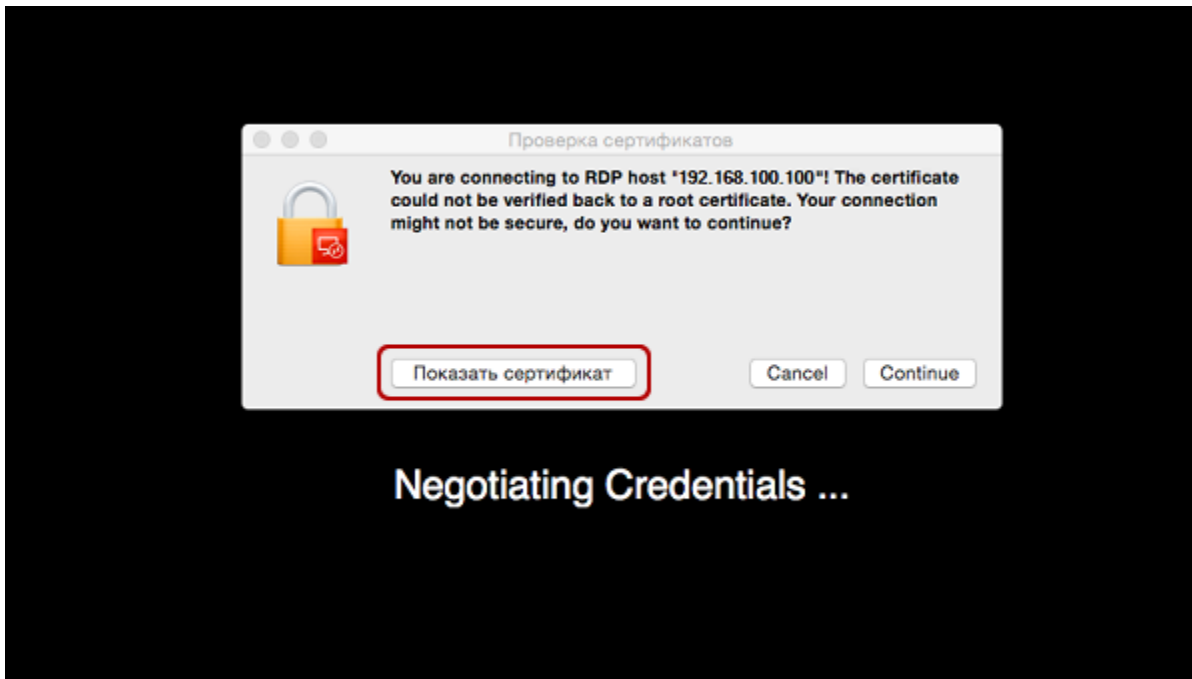 Проверка сертификатов
You are connecting to RDP host "192.168.100.100"! The certificate
could not be verified back to a root certificate. Your connection
might not be secure, do you want to continue?
Показать сертификат Cancel Continue
Negotiating Credentials ...